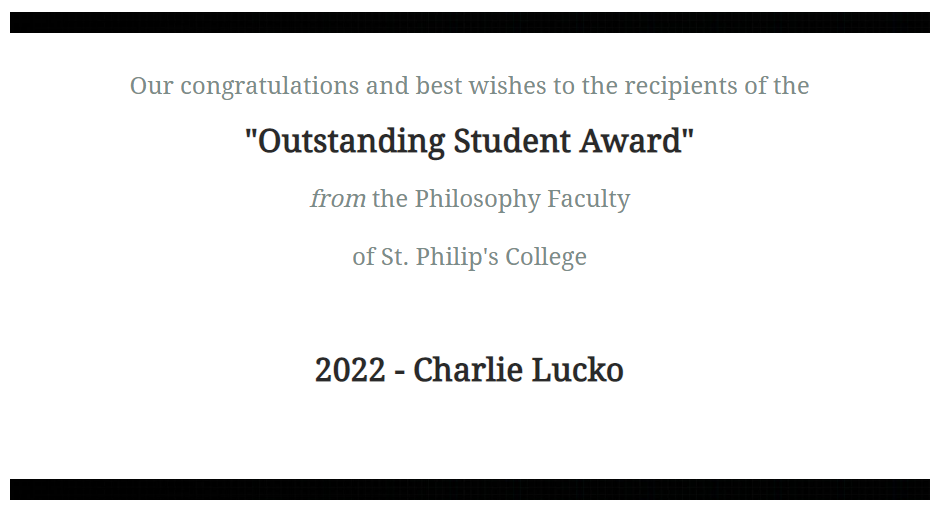 Our congratulations and best wishes to the recipients of the
"Outstanding Student Award"
from the Philosophy Faculty
of St. Philip's College
2022 - Charlie Lucko